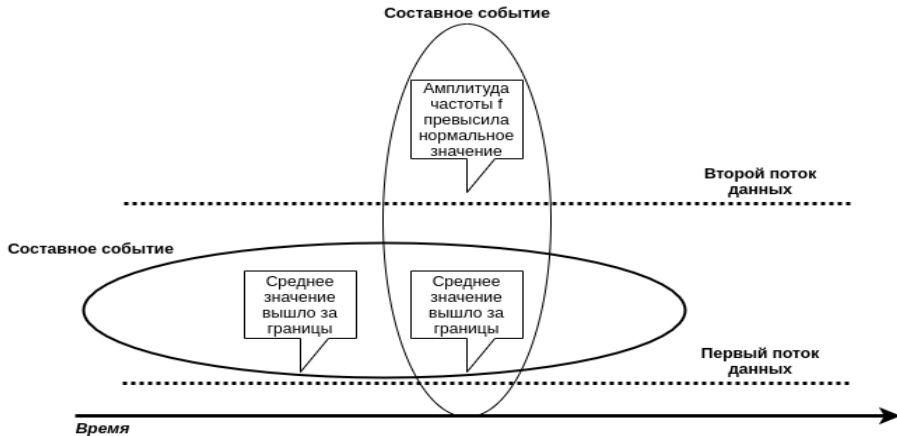 Составное событие
Амплитуда
частоты f
превысила
нормальное
значение
Второй поток
данных
Составное событие
Среднее
значение
вышло за
границы
Среднее
значение
вышло за
границы
Первый поток
данных
Время